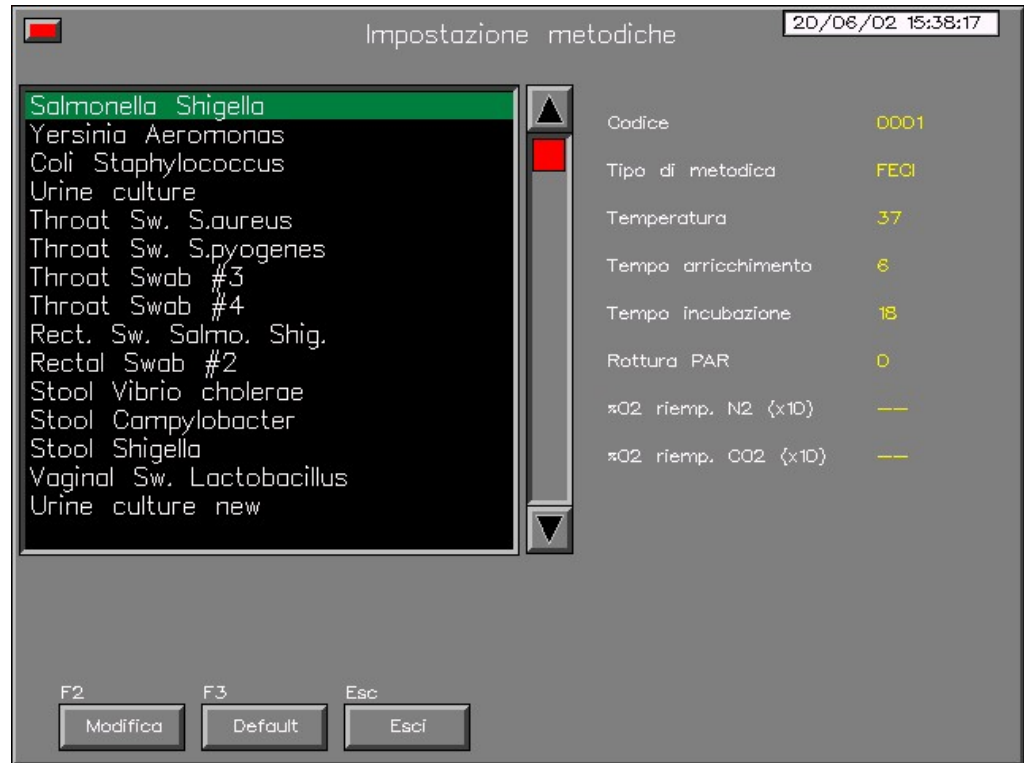 Impostazione metodiche
20/06/02 15:38:17
Salmonella Shigella
Yersinia Aeromonas
Coli Staphylococcus
Urine culture
Throat Sw. S.aureus
Throat Sw. S.pyogenes
Throat Swab #3
Throat Swab #4
Rect. Sw. Salmo. Shig.
Rectal Swab #2
Stool Vibrio cholerae
Stool Campylobacter
Stool Shigella
Vaginal Sw. Lactobacillus
Urine culture new
Codice 0001
Tipo di metodica FECI
Temperatura 37
Tempo arricchimento 6
Tempo incubazione 18
Rottura PAR 0
%O2 riemp. N2 (x10) --
%O2 riemp. CO2 (x10) --
F2 F3 Esc
Modifica Default Esci